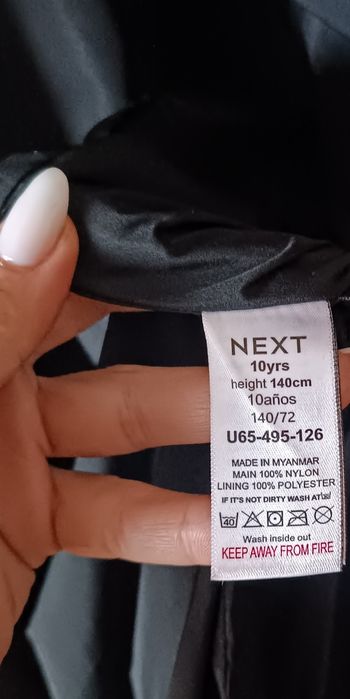 NEXT
10yrs
height 140cm
10años
140/72
U65-495-126
MADE IN MYANMAR
MAIN 100% NYLON
LINING 100% POLYESTER
IF IT'S NOT DIRTY WASH AT
40
Wash inside out
KEEP AWAY FROM FIRE